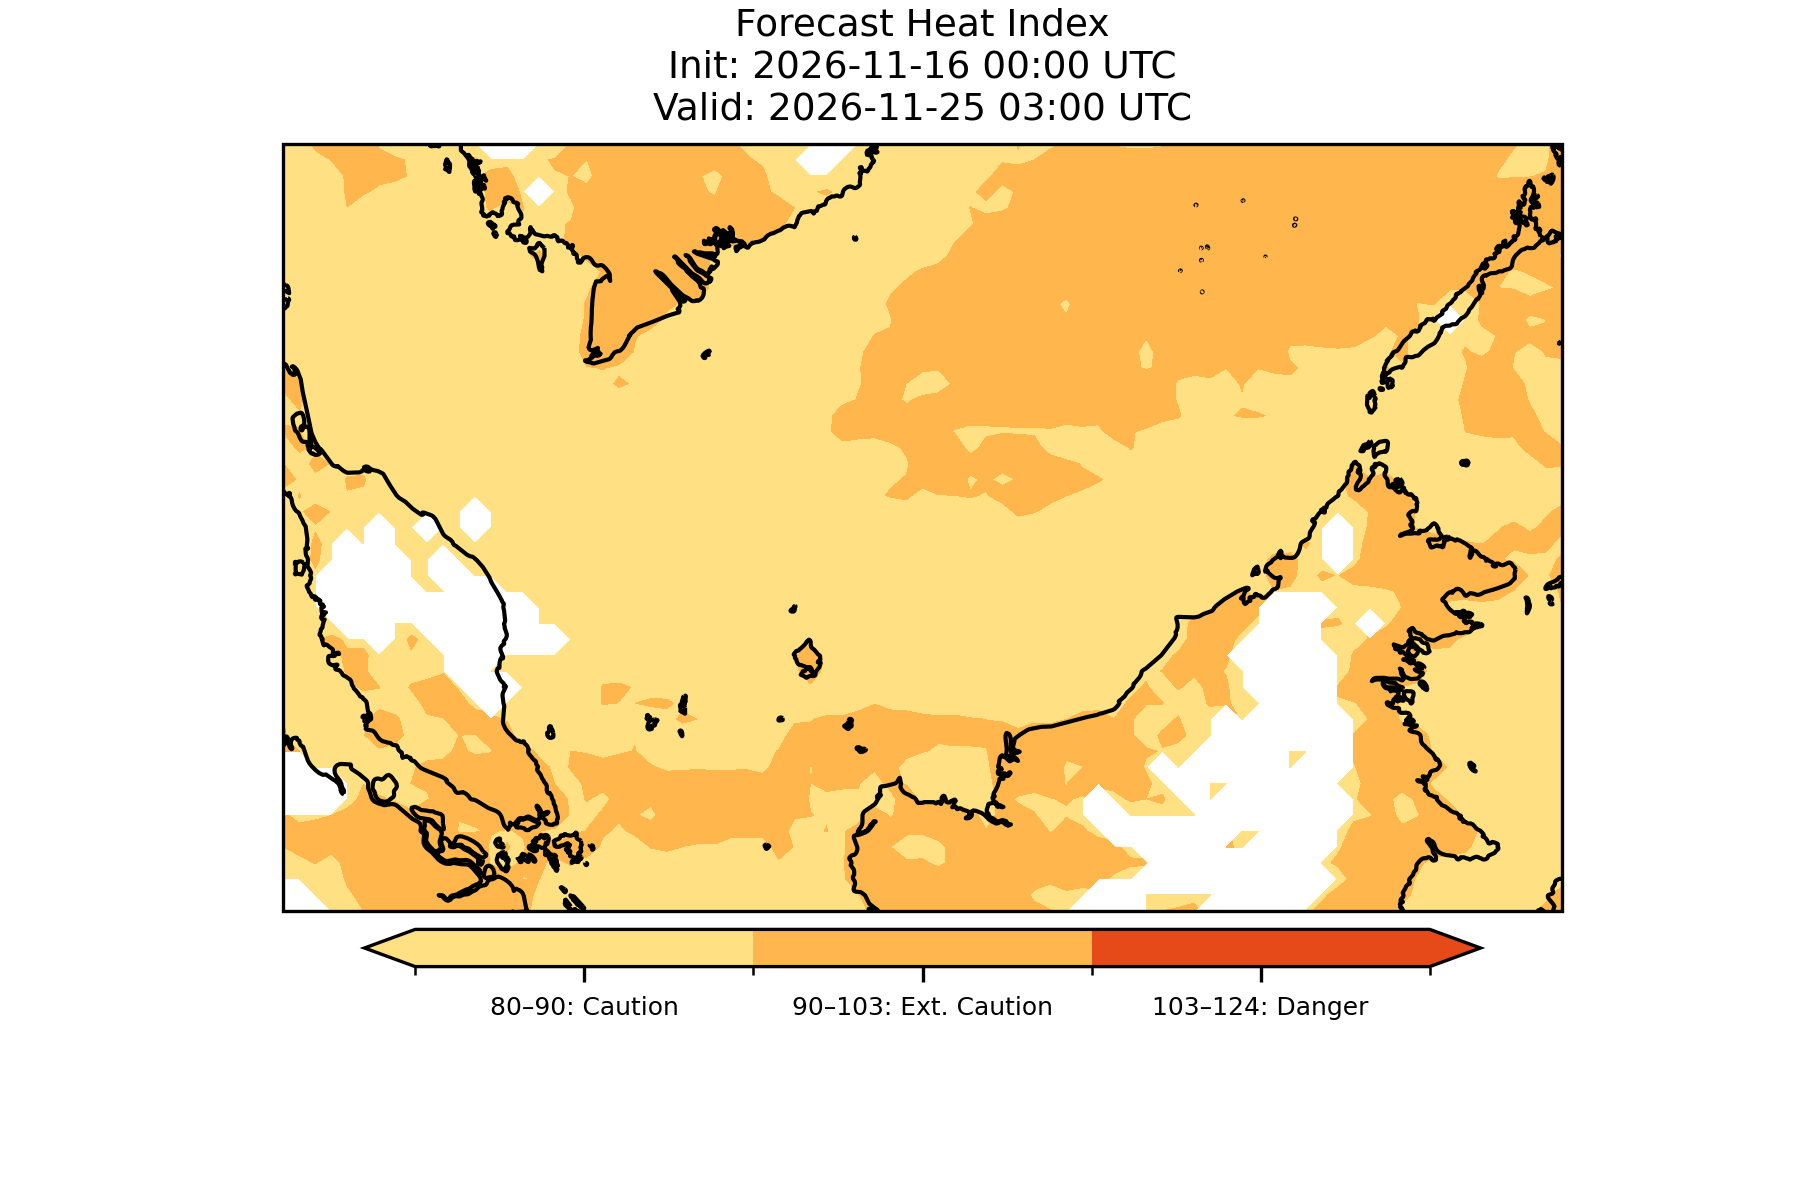 Forecast Heat Index
Init: 2026-11-16 00:00 UTC
Valid: 2026-11-25 03:00 UTC
80–90: Caution
90–103: Ext. Caution
103–124: Danger